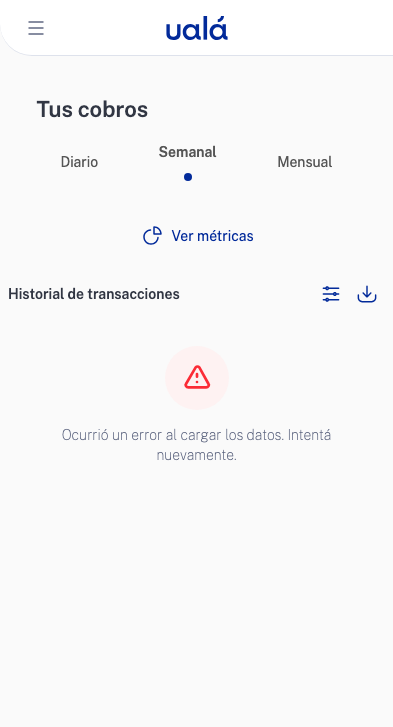 ualá
Tus cobros
Diario
Semanal
Mensual
Ver métricas
Historial de transacciones
Ocurrió un error al cargar los datos. Intentá
nuevamente.